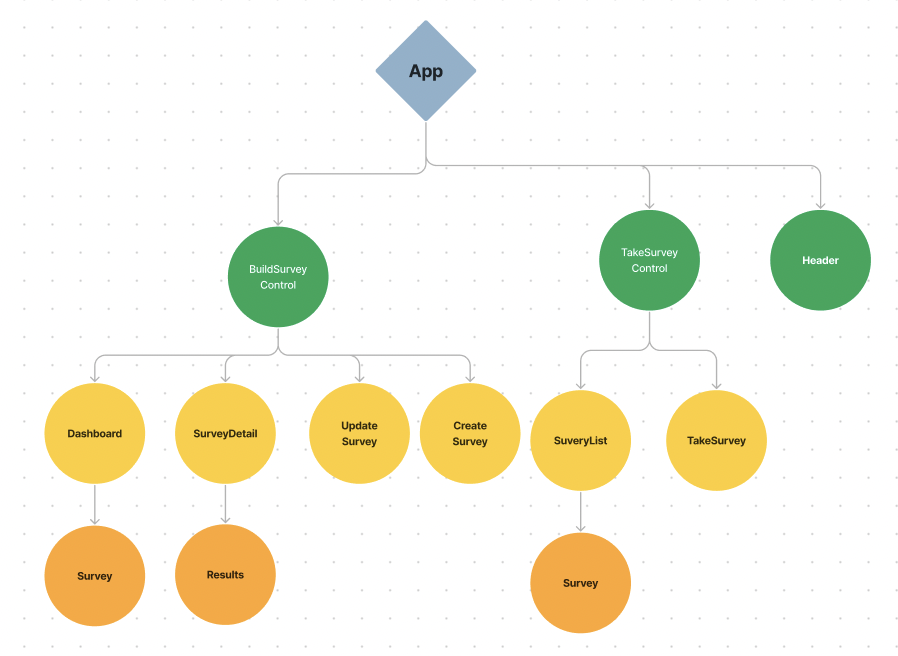 App
BuildSurvey
Control
TakeSurvey
Control
Header
Dashboard
SurveyDetail
Update
Survey
Create
Survey
SuveryList
TakeSurvey
Survey
Results
Survey